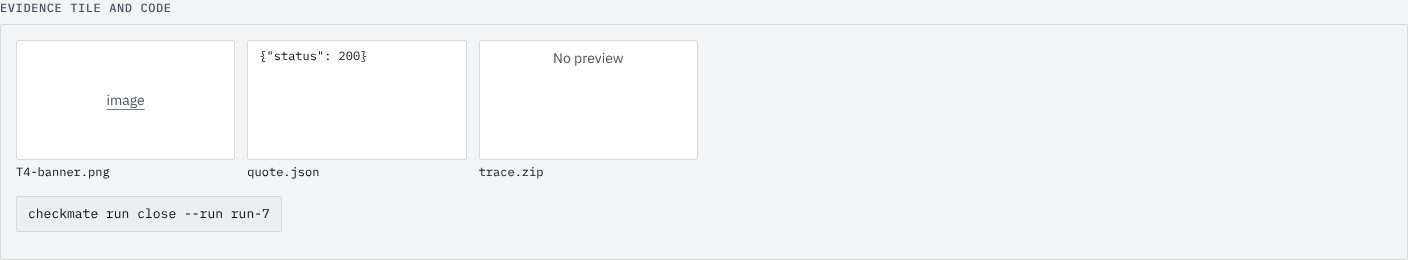 EVIDENCE TILE AND CODE
image
{"status": 200}
No preview
T4-banner.png
quote.json
trace.zip
checkmate run close --run run-7